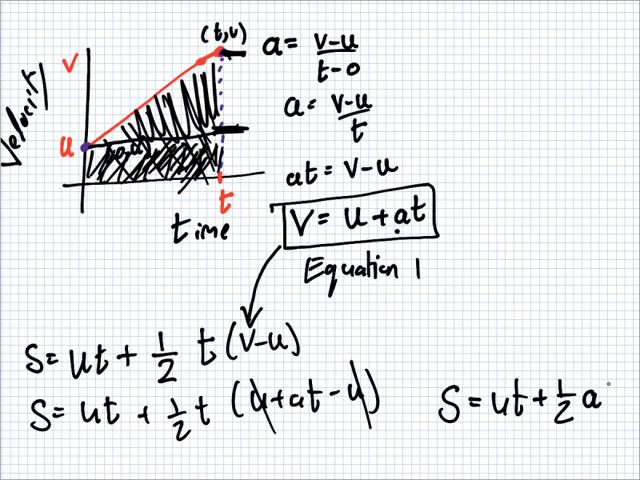 (t,v)
V
Velocity
u
t
time
a = v-u / t-0
a = v-u / t
at = v-u
V = u + at
Equation 1
S = ut + 1/2 t (v-u)
S = ut + 1/2 t (u+at-u)
S = ut + 1/2 a